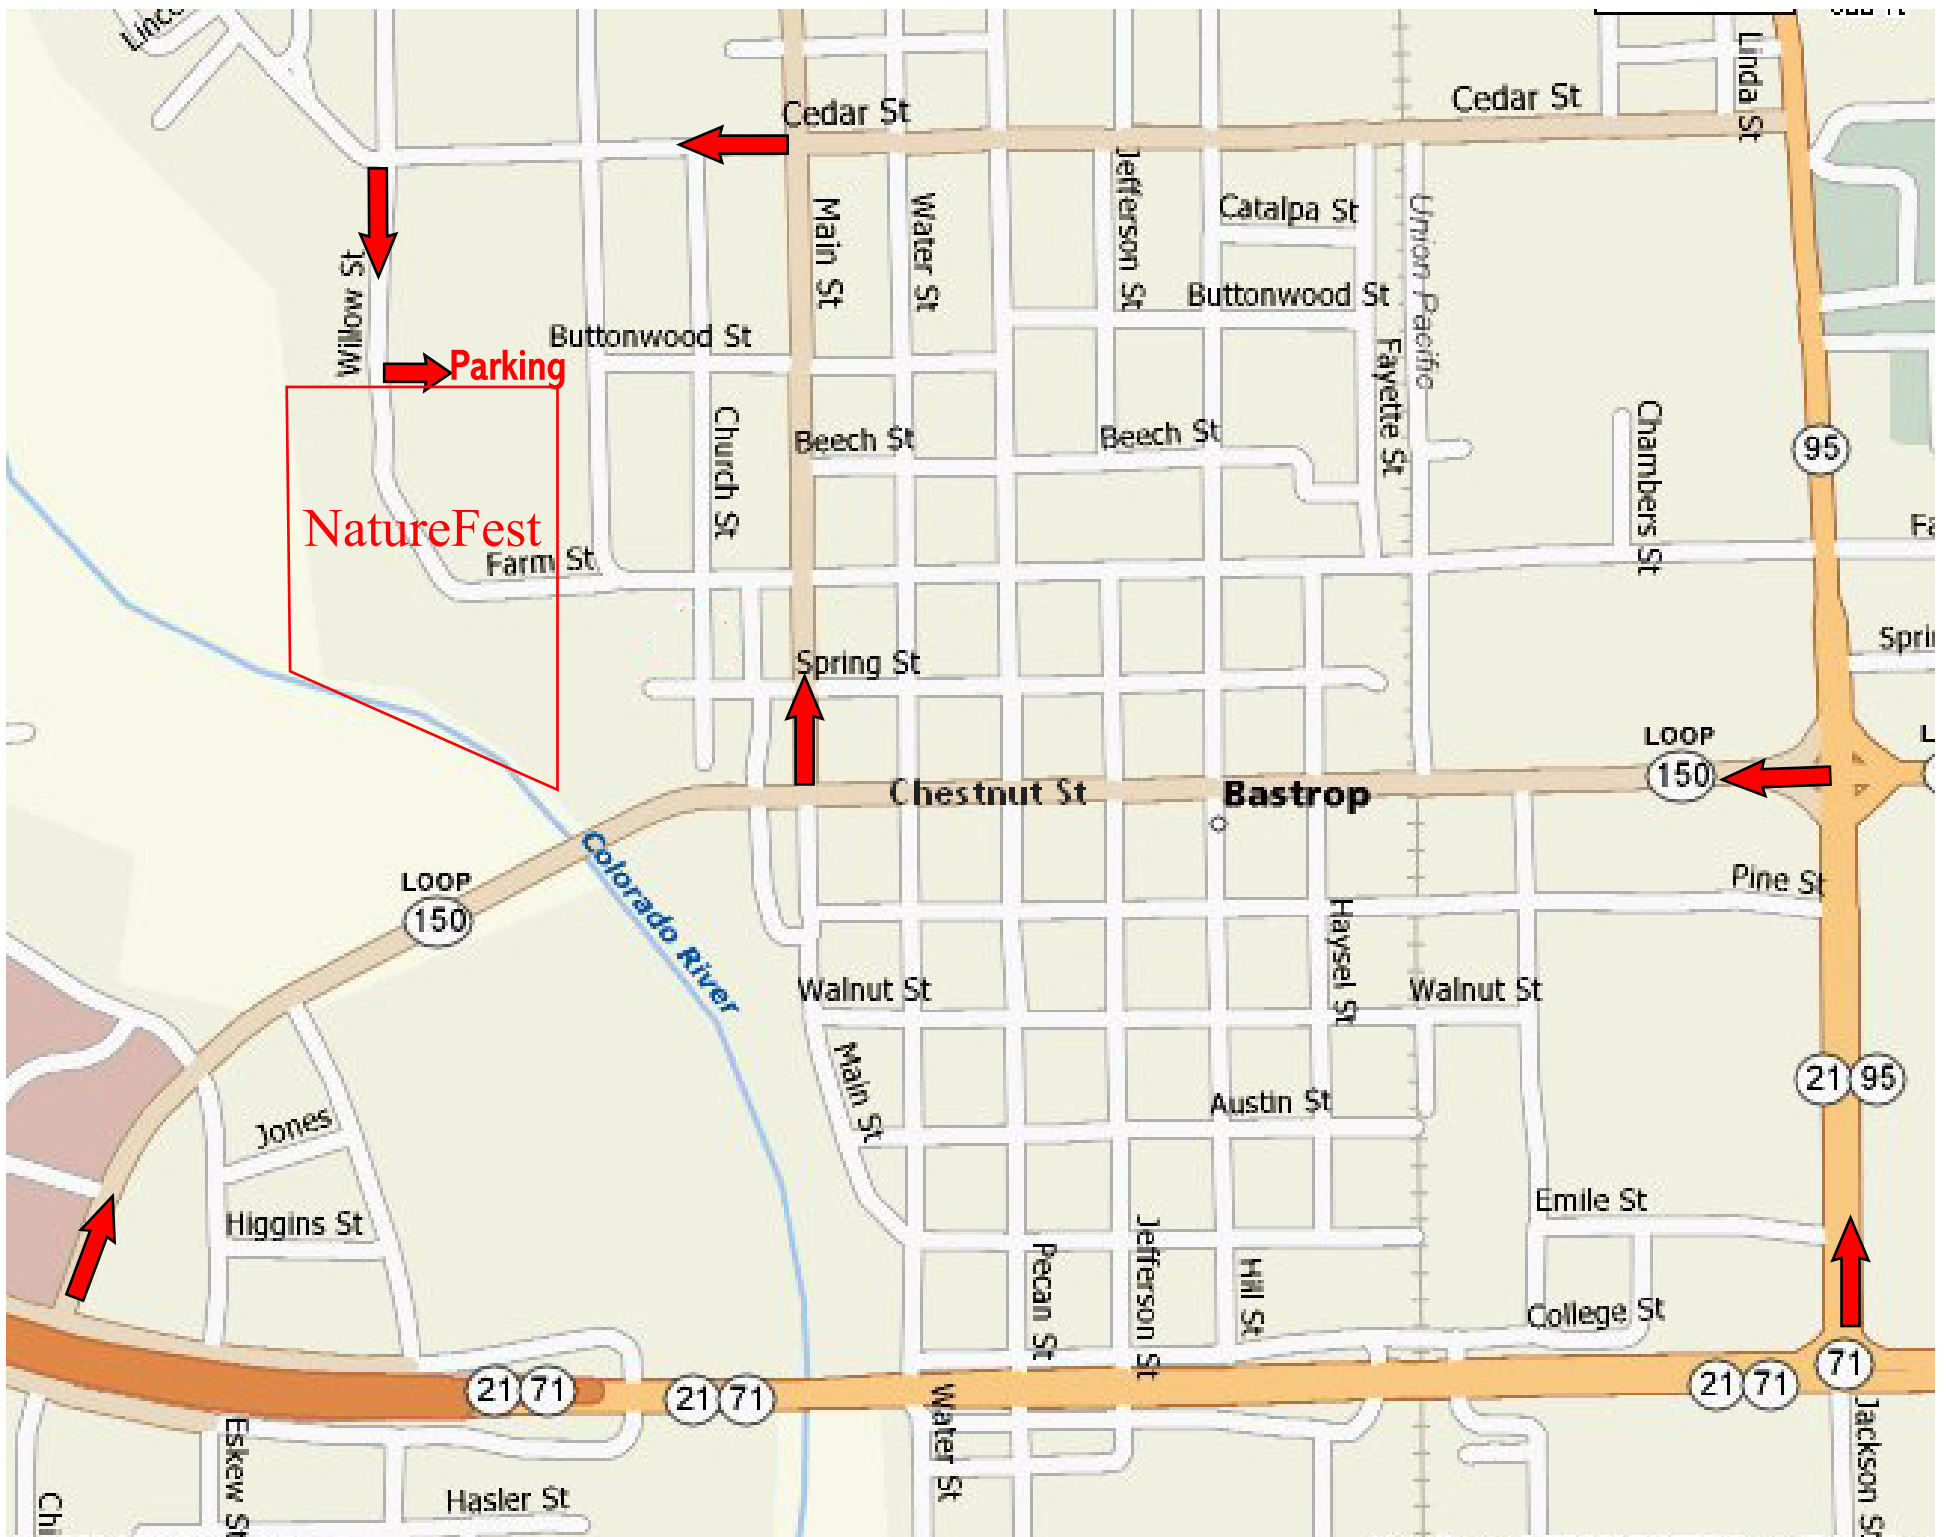 Linda St
Cedar St
Cedar St
Jefferson St
Main St
Water St
Catalpa St
Union Pacific
Willow St
Buttonwood St
Buttonwood St
Parking
Fayette St
Church St
Beech St
Beech St
Chambers St
95
NatureFest
Farm St
Spring St
LOOP
150
Chestnut St
Bastrop
Colorado River
LOOP
150
Pine St
Haysel St
Walnut St
Walnut St
Main St
21 95
Austin St
Jones
Higgins St
Emile St
Pecan St
Jefferson St
Hill St
College St
21 71
21 71
21 71
71
Water St
Eskew St
Jackson St
Hasler St